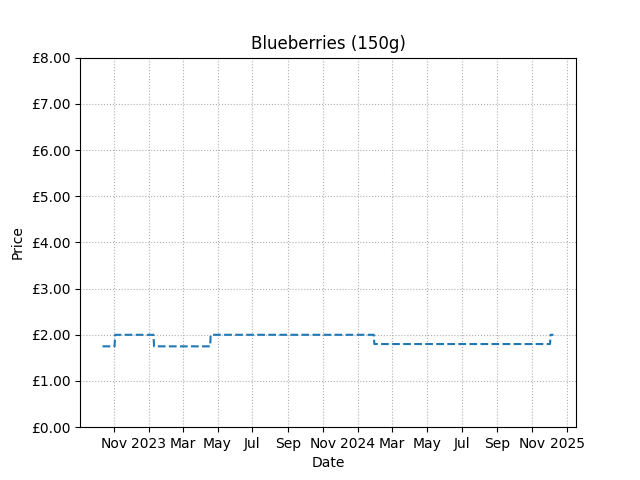 Blueberries (150g)
£8.00
£7.00
£6.00
£5.00
£4.00
£3.00
£2.00
£1.00
£0.00
Price
Nov 2023 Mar May Jul Sep Nov 2024 Mar May Jul Sep Nov 2025
Date